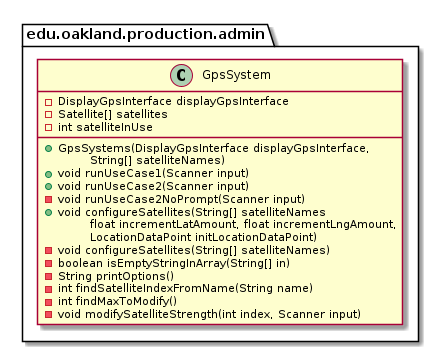 edu.oakland.production.admin
C GpsSystem
DisplayGpsInterface displayGpsInterface
Satellite[] satellites
int satelliteInUse
GpsSystems(DisplayGpsInterface displayGpsInterface,
String[] satelliteNames)
void runUseCase1(Scanner input)
void runUseCase2(Scanner input)
void runUseCase2NoPrompt(Scanner input)
void configureSatellites(String[] satelliteNames
float incrementLatAmount, float incrementLngAmount,
LocationDataPoint initLocationDataPoint)
void configureSatellites(String[] satelliteNames)
boolean isEmptyStringInArray(String[] in)
String printOptions()
int findSatelliteIndexFromName(String name)
int findMaxToModify()
void modifySatelliteStrength(int index, Scanner input)